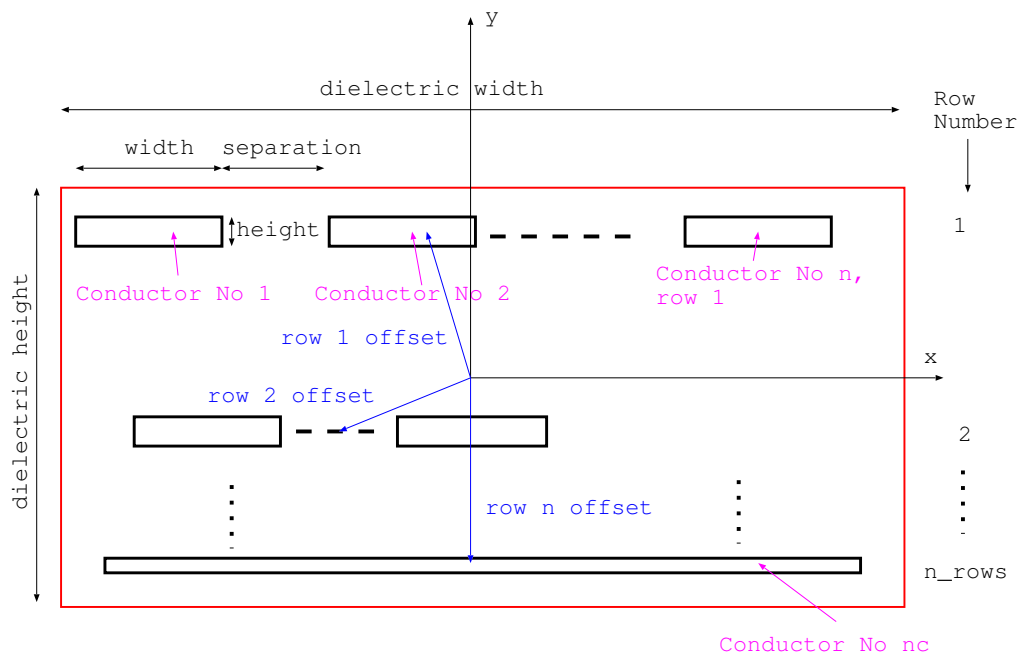 y
dielectric width
Row
Number
width
separation
height
1
Conductor No 1
Conductor No 2
Conductor No n,
row 1
row 1 offset
x
dielectric height
row 2 offset
2
row n offset
n_rows
Conductor No nc